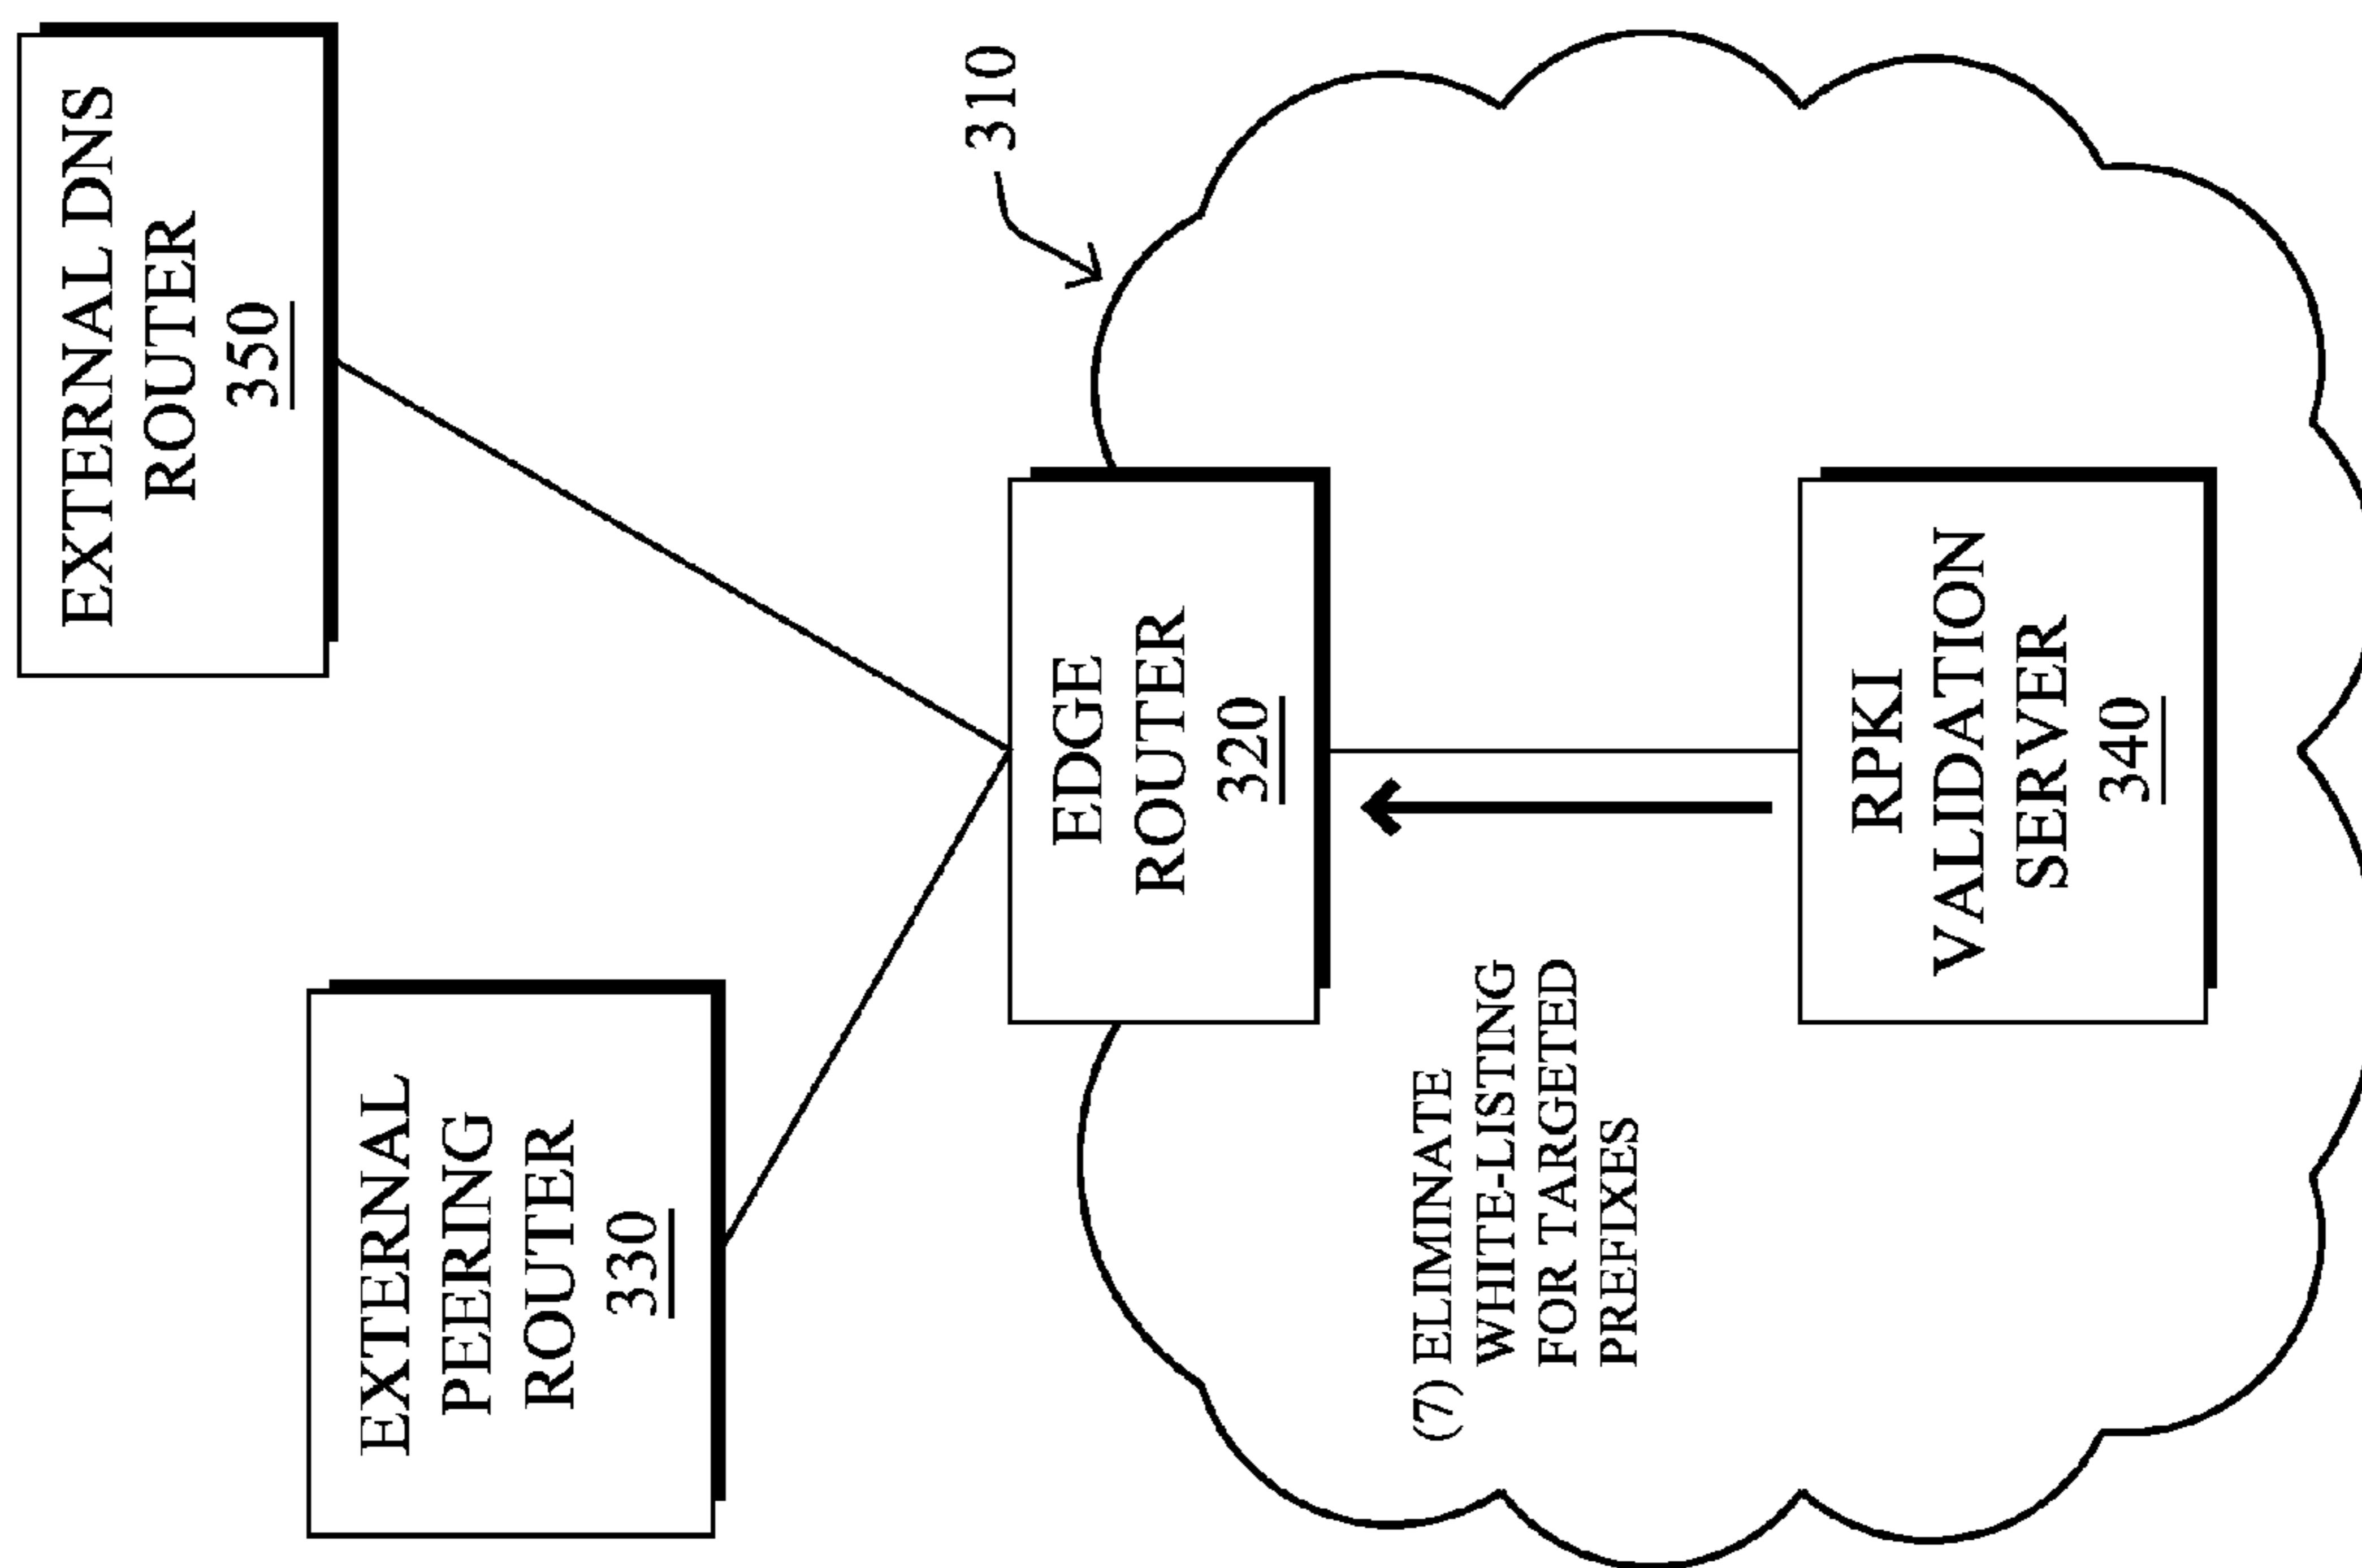 EXTERNAL DNS
ROUTER
350
EXTERNAL
PEERING
ROUTER
330
310
EDGE
ROUTER
320
(7) ELIMINATE
WHITE-LISTING
FOR TARGETED
PREFIXES
RPKI
VALIDATION
SERVER
340